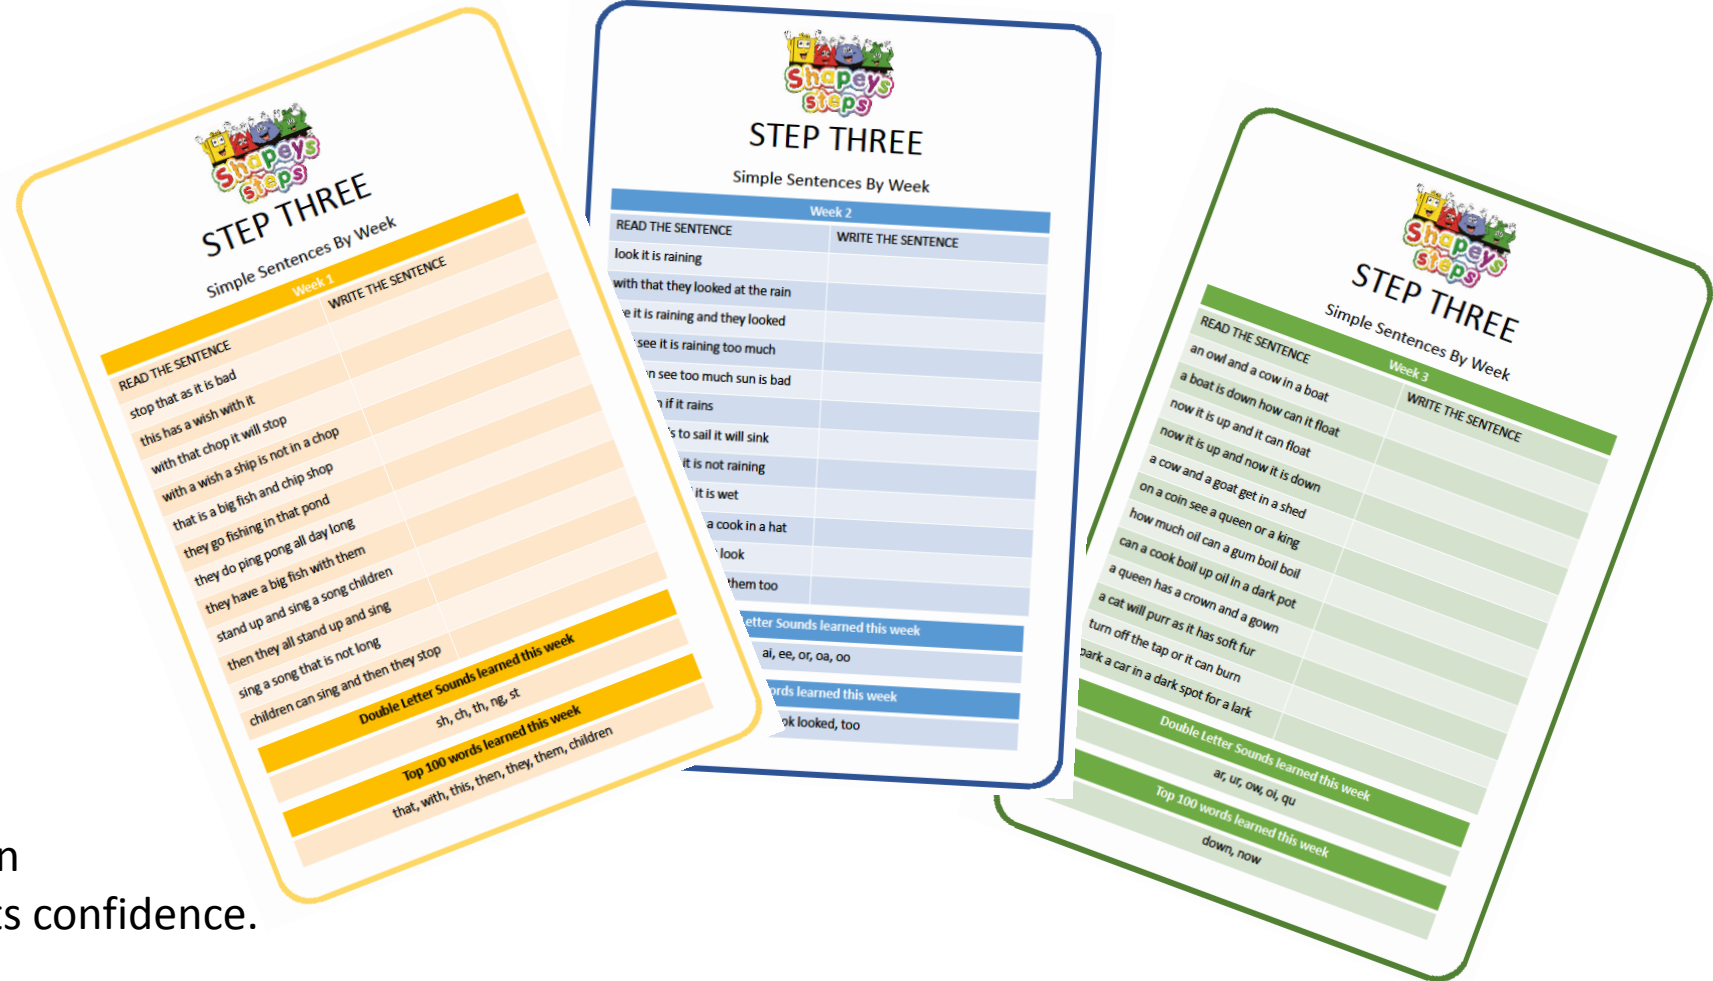 Shapeys
steps
STEP THREE
Simple Sentences By Week
Week 1
READ THE SENTENCE WRITE THE SENTENCE
stop that as it is bad
this has a wish with it
with that chop it will stop
with a wish a ship is not in a chop
that is a big fish and chip shop
they go fishing in that pond
they do ping pong all day long
they have a big fish with them
stand up and sing a song children
then they all stand up and sing
sing a song that is not long
children can sing and then they stop
Double Letter Sounds learned this week
sh, ch, th, ng, st
Top 100 words learned this week
that, with, this, then, they, them, children
Shapeys
steps
STEP THREE
Simple Sentences By Week
Week 2
READ THE SENTENCE WRITE THE SENTENCE
look it is raining
with that they looked at the rain
it is raining and they looked
see it is raining too much
see too much sun is bad
if it rains
to sail it will sink
it is not raining
it is wet
a cook in a hat
look
them too
Letter Sounds learned this week
ai, ee, or, oa, oo
learned this week
looked, too
Shapeys
steps
STEP THREE
Simple Sentences By Week
Week 3
READ THE SENTENCE WRITE THE SENTENCE
an owl and a cow in a boat
a boat is down how can it float
now it is up and it can float
now it is up and now it is down
a cow and a goat get in a shed
on a coin see a queen or a king
how much oil can a gum boil boil
can a cook boil up oil in a dark pot
a queen has a crown and a gown
a cat will purr as it has soft fur
turn off the tap or it can burn
park a car in a dark spot for a lark
Double Letter Sounds learned this week
ar, ur, ow, oi, qu
Top 100 words learned this week
down, now
confidence.